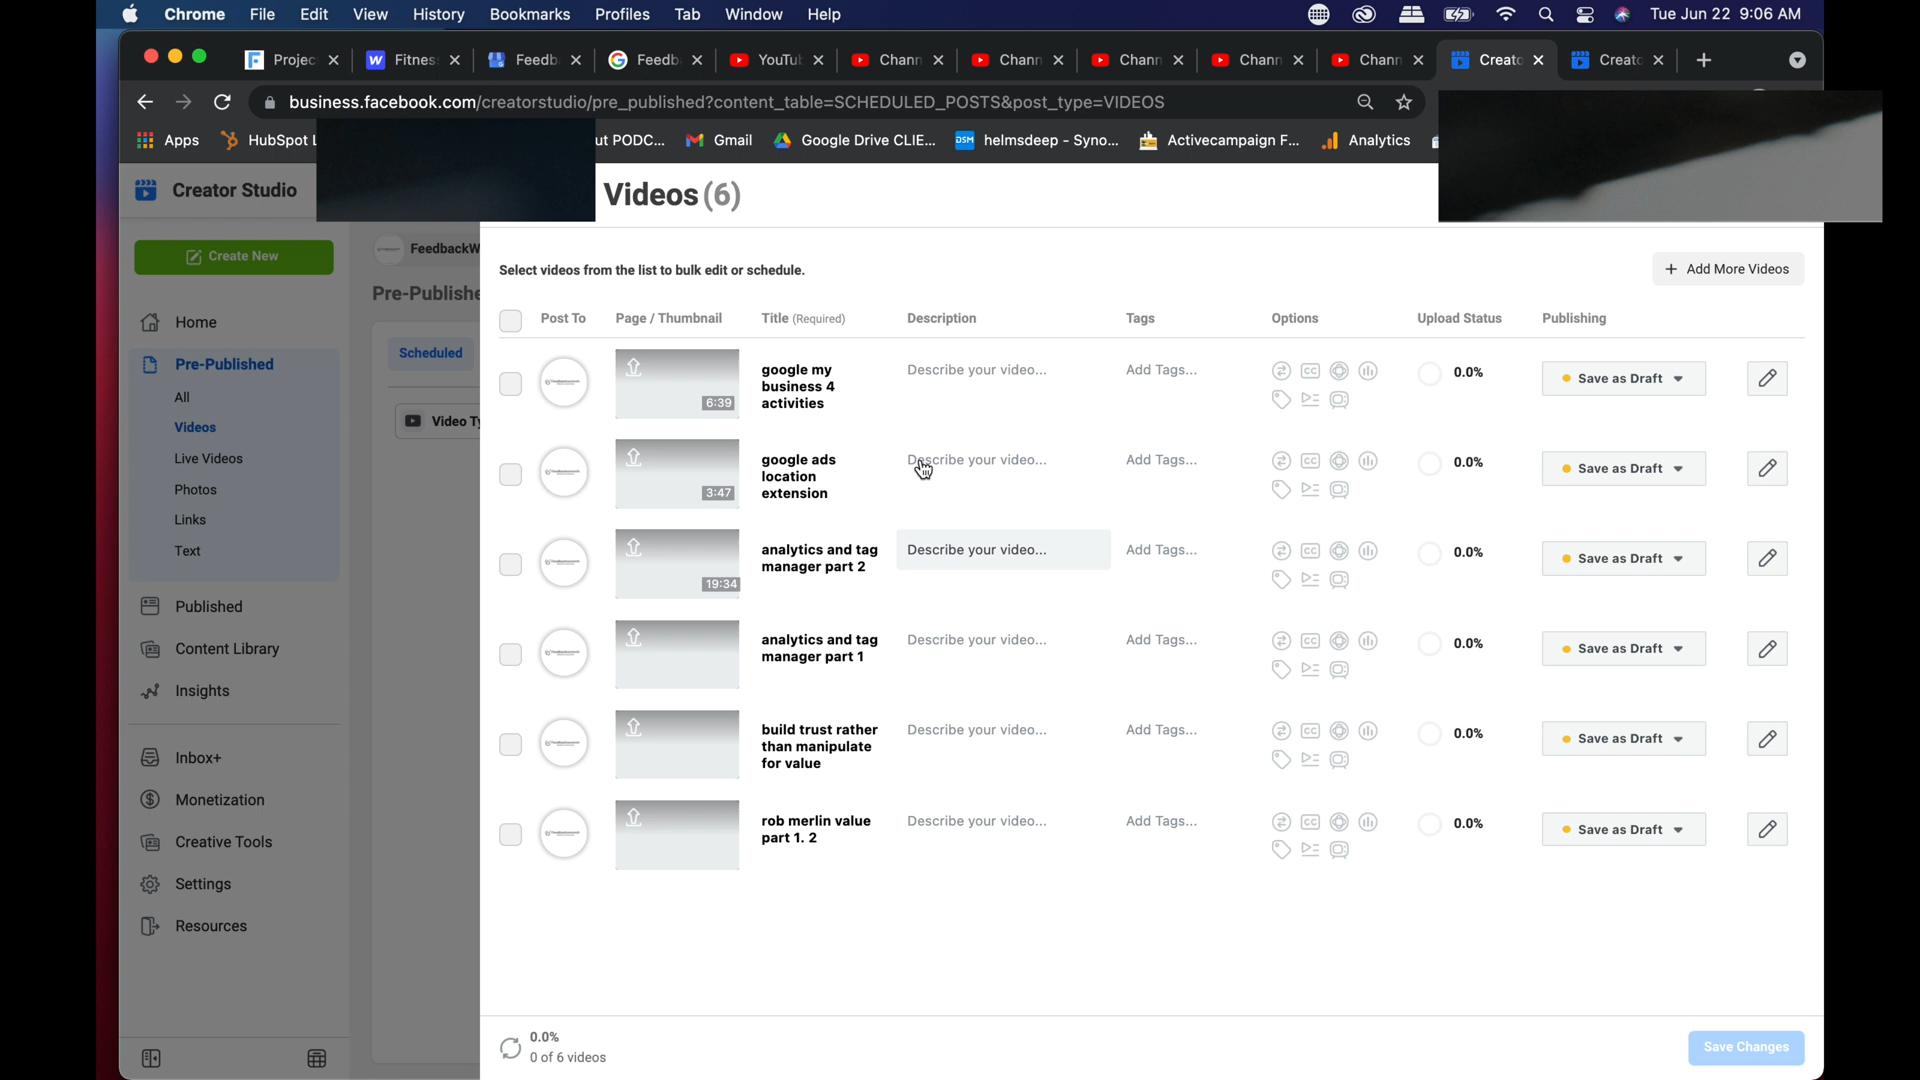 Chrome File Edit View History Bookmarks Profiles Tab Window Help Tue Jun 22 9:06 AM
Projec Fitnes Feedb Feedb YouTu Chann Chann Chann Chann Chann Creato Creato
business.facebook.com/creatorstudio/pre_published?content_table=SCHEDULED_POSTS&post_type=VIDEOS
Apps HubSpot L ut PODC... Gmail Google Drive CLIE... DSM helmsdeep - Syno... Activecampaign F... Analytics
Creator Studio
Videos (6)
Create New
FeedbackW
Pre-Publishe
Select videos from the list to bulk edit or schedule.
+ Add More Videos
Home
Pre-Published
All
Videos
Live Videos
Photos
Links
Text
Published
Content Library
Insights
Inbox+
Monetization
Creative Tools
Settings
Resources
Scheduled
Video Ty
Post To Page / Thumbnail Title (Required) Description Tags Options Upload Status Publishing
6:39
google my
business 4
activities
Describe your video... Add Tags... CC 0.0% Save as Draft
3:47
google ads
location
extension
Describe your video... Add Tags... CC 0.0% Save as Draft
19:34
analytics and tag
manager part 2
Describe your video... Add Tags... CC 0.0% Save as Draft
analytics and tag
manager part 1
Describe your video... Add Tags... CC 0.0% Save as Draft
build trust rather
than manipulate
for value
Describe your video... Add Tags... CC 0.0% Save as Draft
rob merlin value
part 1. 2
Describe your video... Add Tags... CC 0.0% Save as Draft
0.0%
0 of 6 videos
Save Changes